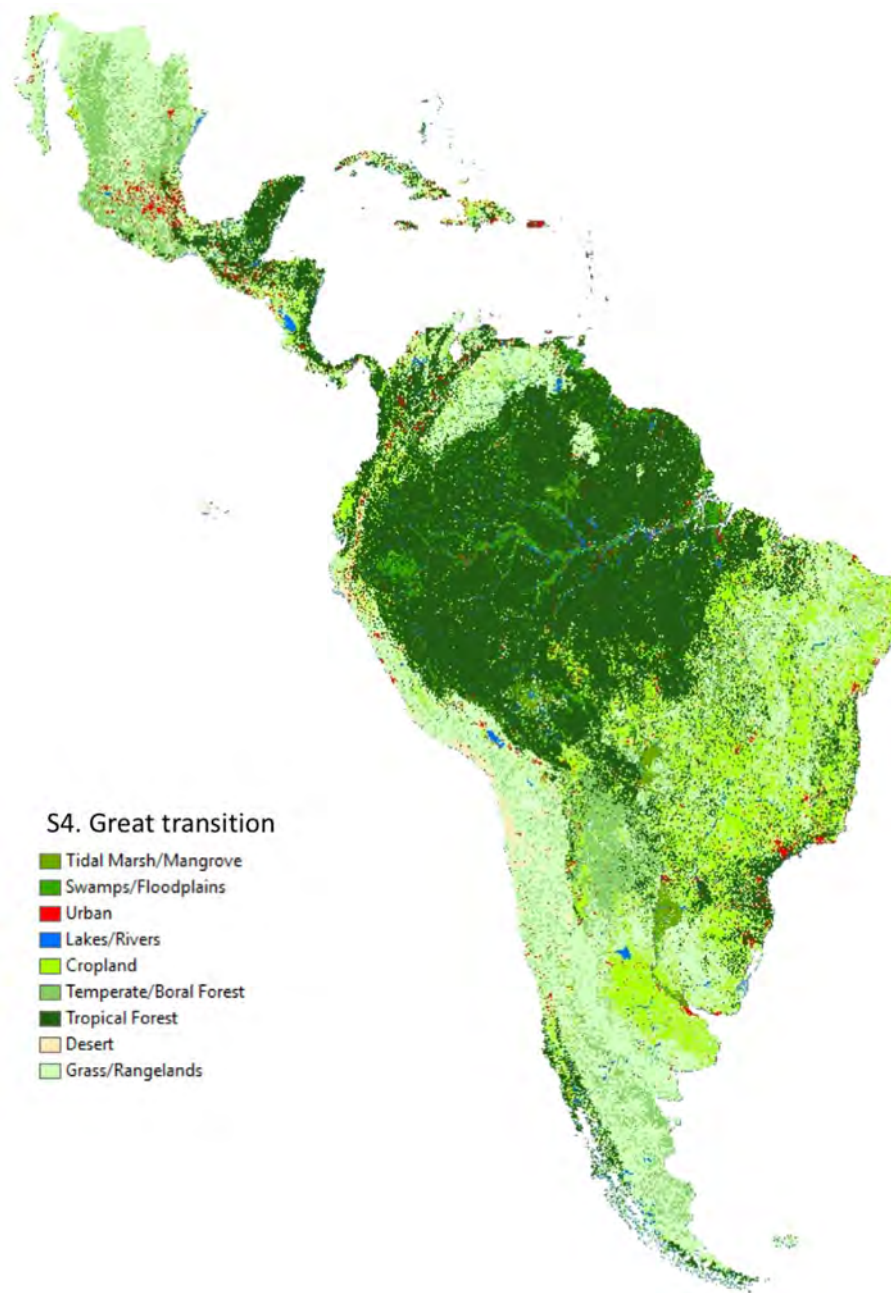 S4. Great transition
Tidal Marsh/Mangrove
Swamps/Floodplains
Urban
Lakes/Rivers
Cropland
Temperate/Boral Forest
Tropical Forest
Desert
Grass/Rangelands